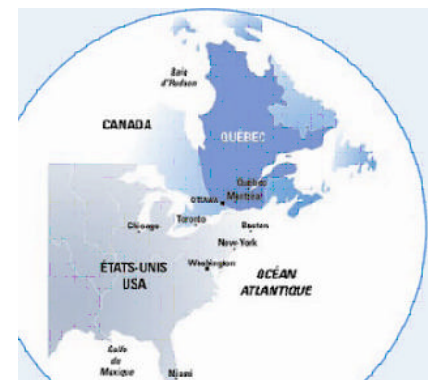 Baie
d'Hudson
CANADA
QUÉBEC
Québec
OTTAWA
Montréal
Toronto
Chicago
Boston
New-York
Washington
ÉTATS-UNIS
USA
OCÉAN
ATLANTIQUE
Golfe
du
Mexique
Miami